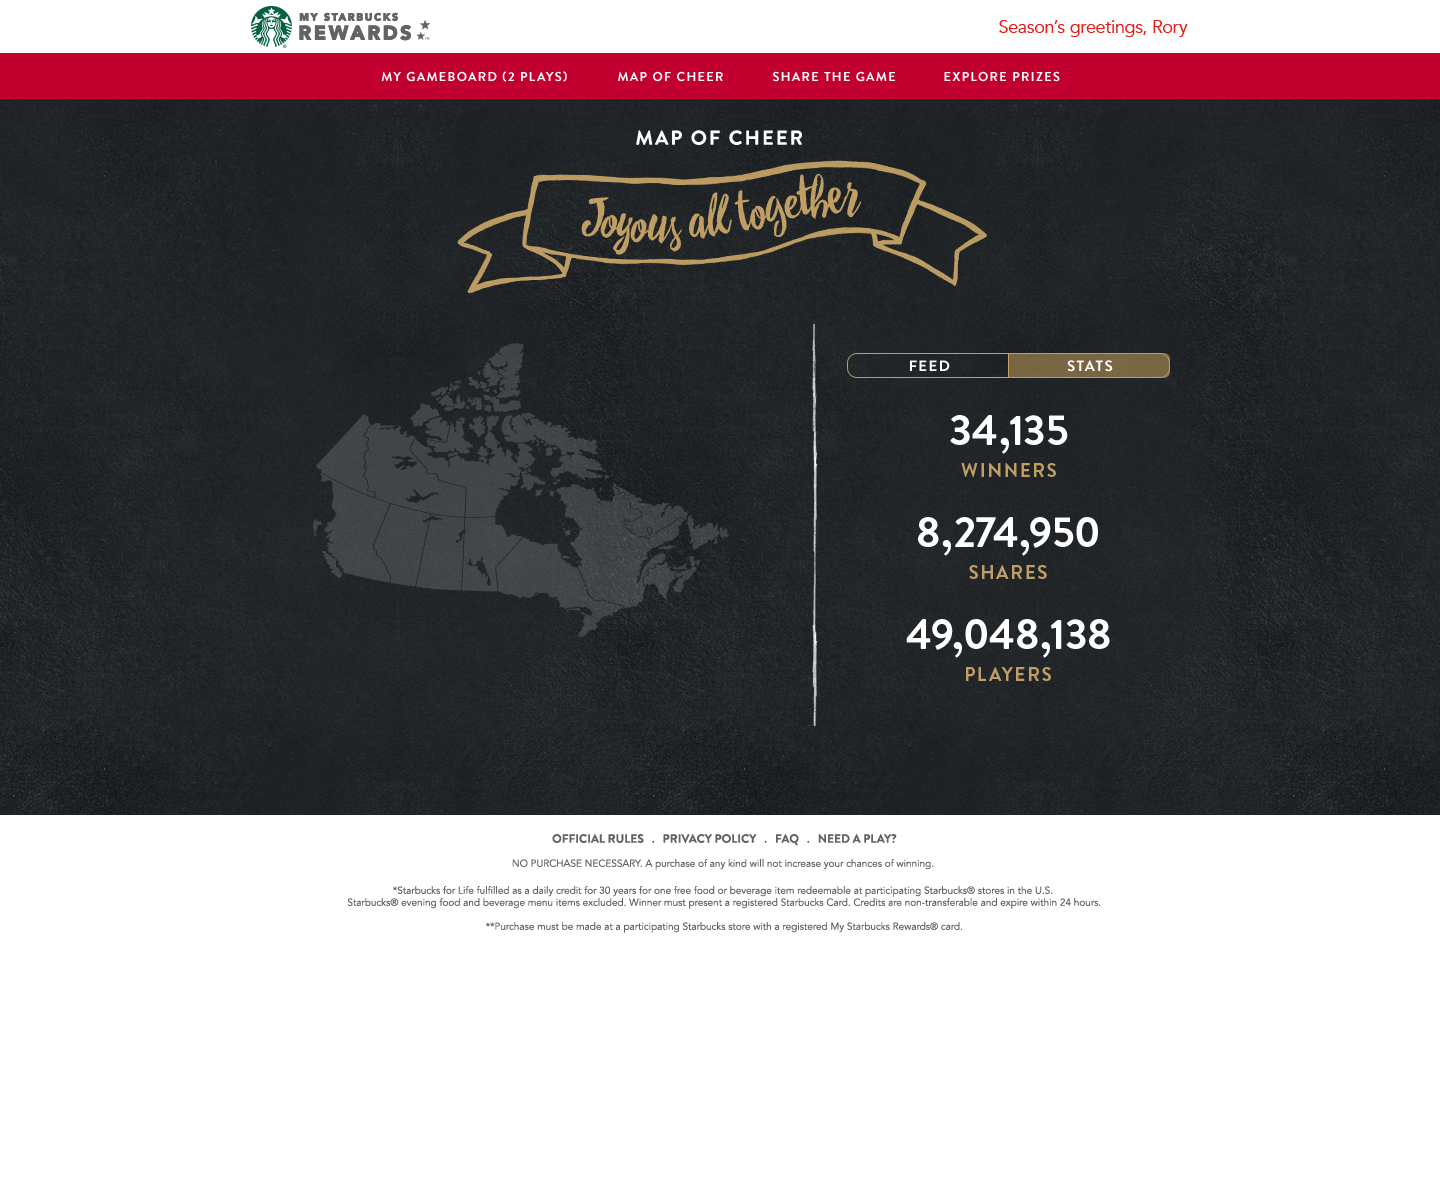 MY STARBUCKS
REWARDS
Season's greetings, Rory
MY GAMEBOARD (2 PLAYS) MAP OF CHEER SHARE THE GAME EXPLORE PRIZES
MAP OF CHEER
Joyous all together
FEED STATS
34,135
WINNERS
8,274,950
SHARES
49,048,138
PLAYERS
OFFICIAL RULES . PRIVACY POLICY . FAQ . NEED A PLAY?
NO PURCHASE NECESSARY. A purchase of any kind will not increase your chances of winning.
*Starbucks for Life fulfilled as a daily credit for 30 years for one free food or beverage item redeemable at participating Starbucks® stores in the U.S.
Starbucks® evening food and beverage menu items excluded. Winner must present a registered Starbucks Card. Credits are non-transferable and expire within 24 hours.
**Purchase must be made at a participating Starbucks store with a registered My Starbucks Rewards® card.